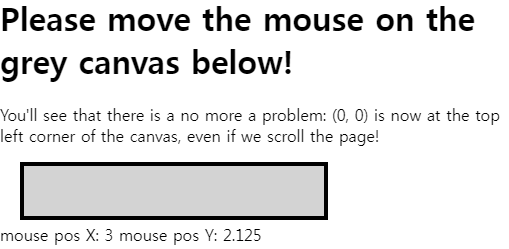 Please move the mouse on the
grey canvas below!
You'll see that there is a no more a problem: (0, 0) is now at the top
left corner of the canvas, even if we scroll the page!
mouse pos X: 3 mouse pos Y: 2.125